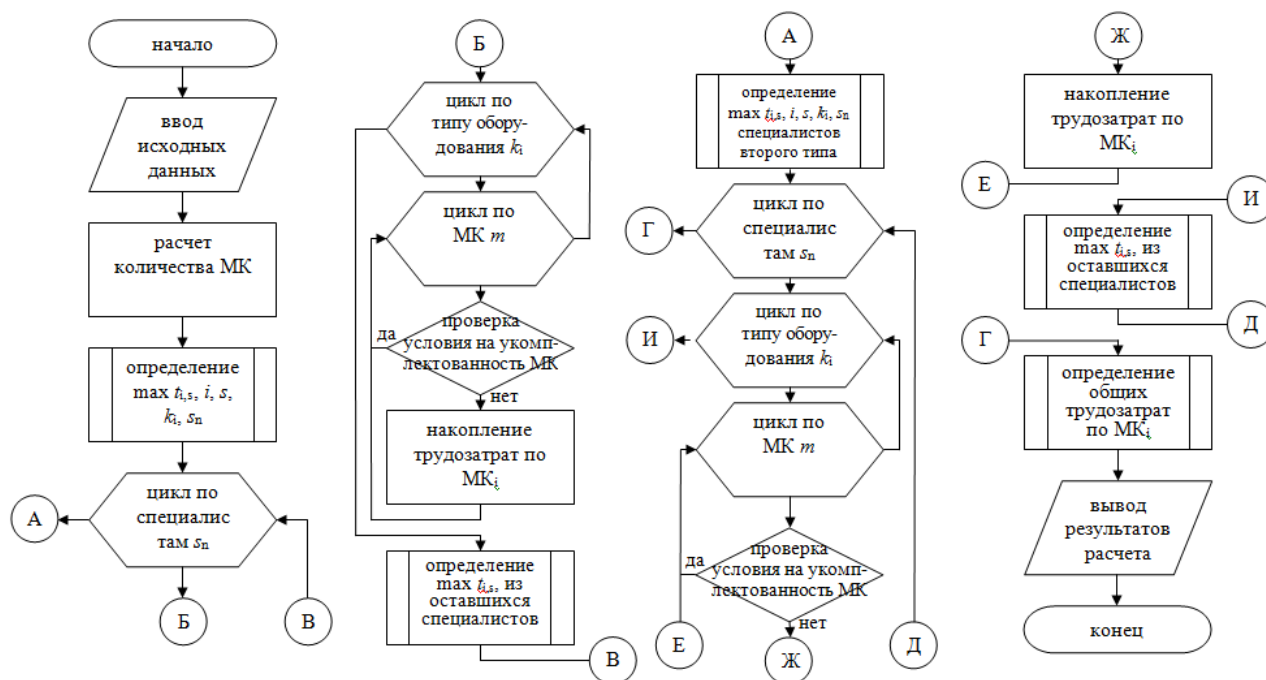 начало
ввод
исходных
данных
расчет
количества МК
определение
max tᵢ,ₛ, i, s,
kᵢ, sₙ
цикл по
специалис
там sₙ
А
Б
В
Б
цикл по
типу обору-
дования kᵢ
цикл по
МК m
да
проверка
условия на укомп-
лектованность МК
нет
накопление
трудозатрат по
МКᵢ
определение
max tᵢ,ₛ, из
оставшихся
специалистов
В
А
определение
max tᵢ,ₛ, i, s, kᵢ, sₙ
специалистов
второго типа
Г
цикл по
специалис
там sₙ
И
цикл по
типу обору-
дования kᵢ
цикл по
МК m
да
проверка
условия на укомп-
лектованность МК
нет
Е
Ж
Д
Ж
накопление
трудозатрат по
МКᵢ
Е
И
определение
max tᵢ,ₛ, из
оставшихся
специалистов
Д
Г
определение
общих
трудозатрат
по МКᵢ
вывод
результатов
расчета
конец